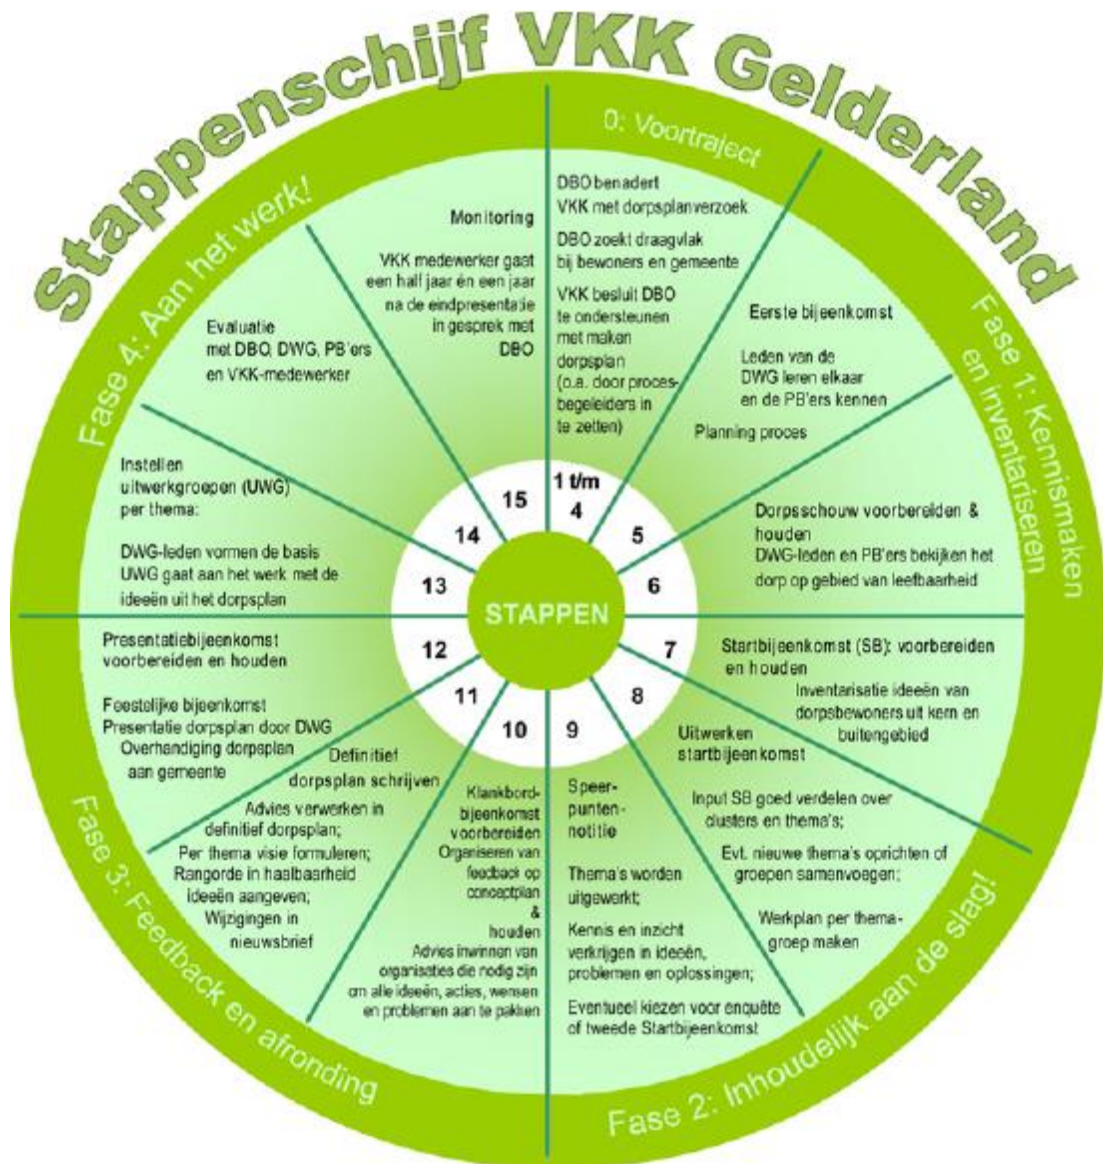 Stappenschijf VKK Gelderland
0: Voortraject
DBO benadert
VKK met dorpsplanverzoek
DBO zoekt draagvlak
bij bewoners en gemeente
VKK besluit DBO
te ondersteunen
met maken
dorpsplan
(o.a. door proces-
begeleiders in
te zetten)
1 t/m
4
Fase 1: Kennismaken
en inventariseren
Eerste bijeenkomst
Leden van de
DWG leren elkaar
en de PB'ers kennen
Planning proces
5
Dorpsschouw voorbereiden &
houden
DWG-leden en PB'ers bekijken het
dorp op gebied van leefbaarheid
6
STAPPEN
7
Startbijeenkomst (SB): voorbereiden
en houden
Inventarisatie ideeën van
dorpsbewoners uit kern en
buitengebied
Fase 2: Inhoudelijk aan de slag!
8
Uitwerken
startbijeenkomst
Input SB goed verdelen over
clusters en thema's;
Evt. nieuwe thema's oprichten of
groepen samenvoegen;
Werkplan per thema-
groep maken
9
Speer-
punten-
notitie
Thema's worden
uitgewerkt;
Kennis en inzicht
verkrijgen in ideeën,
problemen en oplossingen;
Eventueel kiezen voor enquête
of tweede Startbijeenkomst
Fase 3: Feedback en afronding
10
Klankbord-
bijeenkomst
voorbereiden
Organiseren van
feedback op
conceptplan
&
houden
Advies inwinnen van
organisaties die nodig zijn
om alle ideeën, acties, wensen
en problemen aan te pakken
11
Definitief
dorpsplan schrijven
Advies verwerken in
definitief dorpsplan;
Per thema visie formuleren;
Rangorde in haalbaarheid
ideeën aangeven;
Wijzigingen in
nieuwsbrief
12
Presentatiebijeenkomst
voorbereiden en houden
Feestelijke bijeenkomst
Presentatie dorpsplan door DWG
Overhandiging dorpsplan
aan gemeente
Fase 4: Aan het werk!
13
Instellen
uitwerkgroepen (UWG)
per thema:
DWG-leden vormen de basis
UWG gaat aan het werk met de
ideeën uit het dorpsplan
14
Evaluatie
met DBO, DWG, PB'ers
en VKK-medewerker
15
Monitoring
VKK medewerker gaat
een half jaar én een jaar
na de eindpresentatie
in gesprek met
DBO